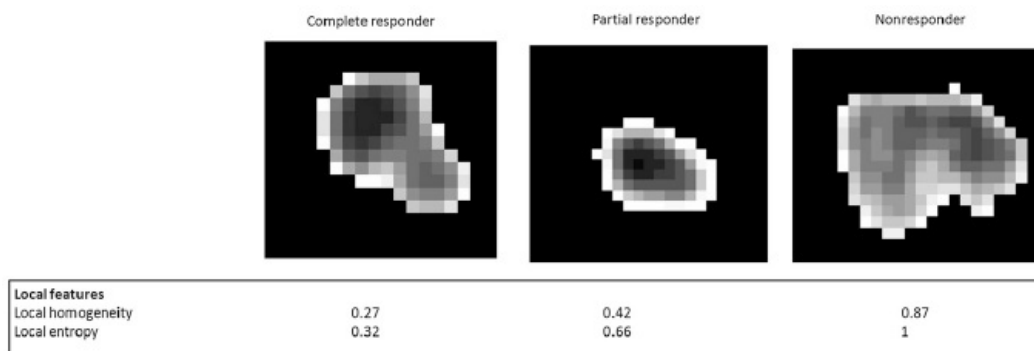 Complete responder Partial responder Nonresponder
Local features
Local homogeneity 0.27 0.42 0.87
Local entropy 0.32 0.66 1